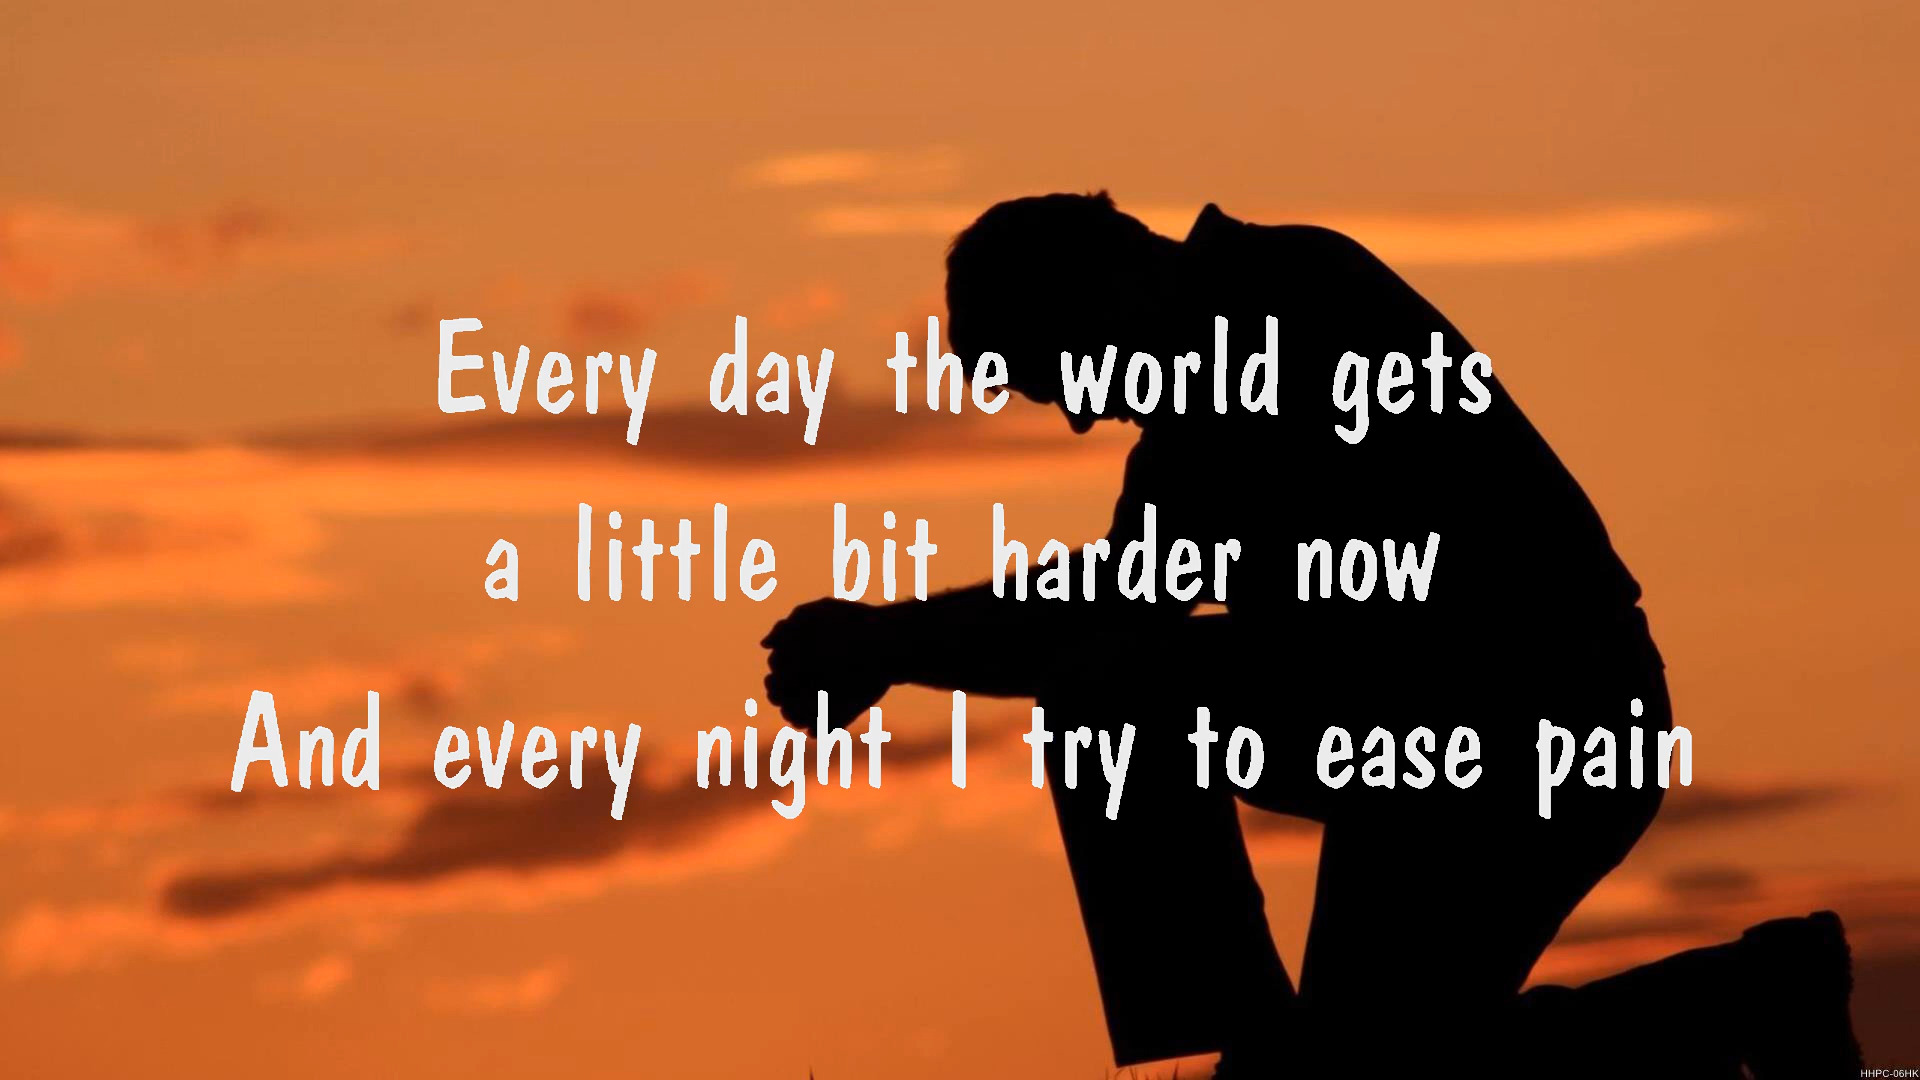 Every day the world gets
a little bit harder now
And every night I try to ease pain
HHPC-06HK